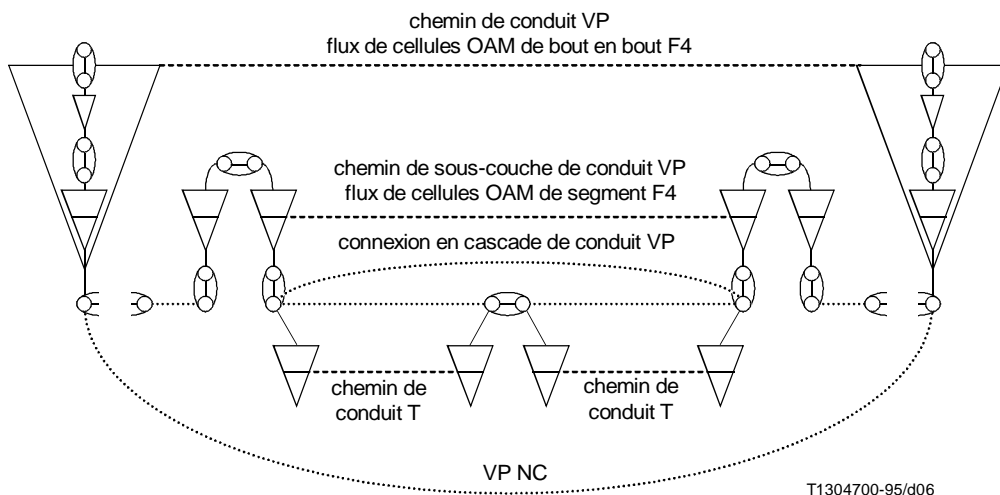 chemin de conduit VP
flux de cellules OAM de bout en bout F4
chemin de sous-couche de conduit VP
flux de cellules OAM de segment F4
connexion en cascade de conduit VP
chemin de
conduit T
chemin de
conduit T
VP NC
T1304700-95/d06